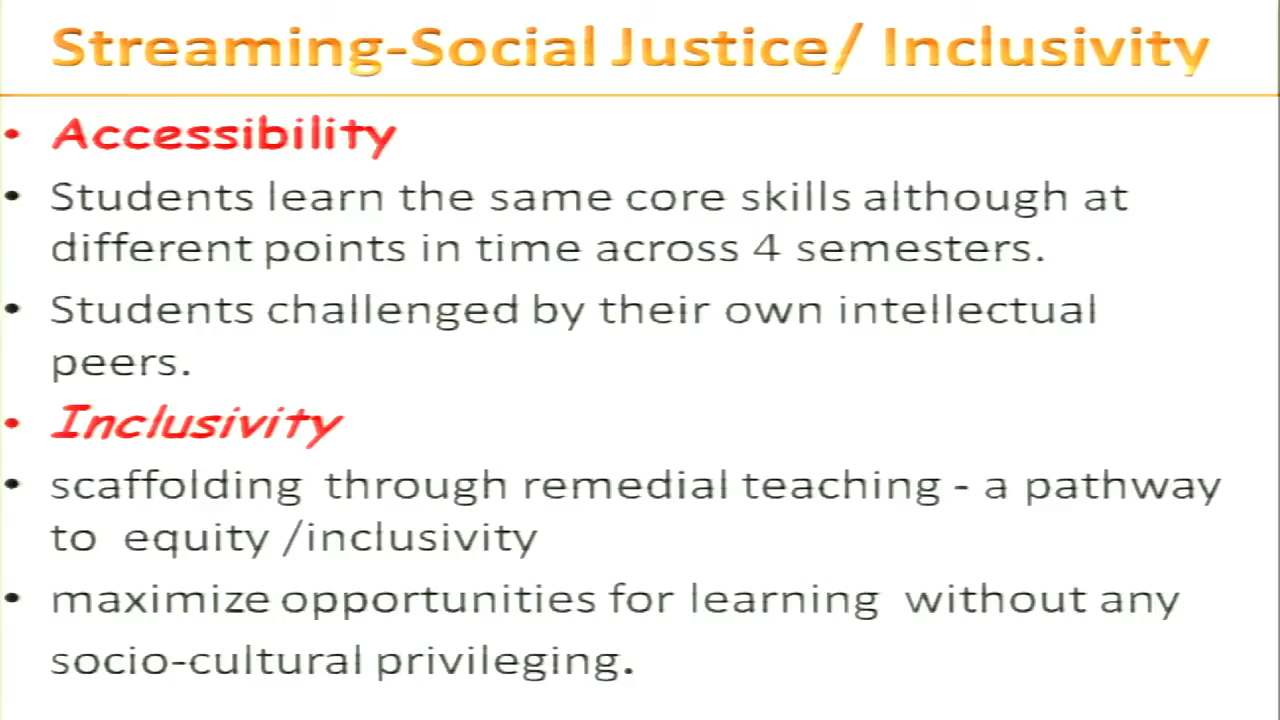 Streaming-Social Justice/ Inclusivity
• Accessibility
• Students learn the same core skills although at
different points in time across 4 semesters.
• Students challenged by their own intellectual
peers.
• Inclusivity
• scaffolding through remedial teaching - a pathway
to equity /inclusivity
• maximize opportunities for learning without any
socio-cultural privileging.